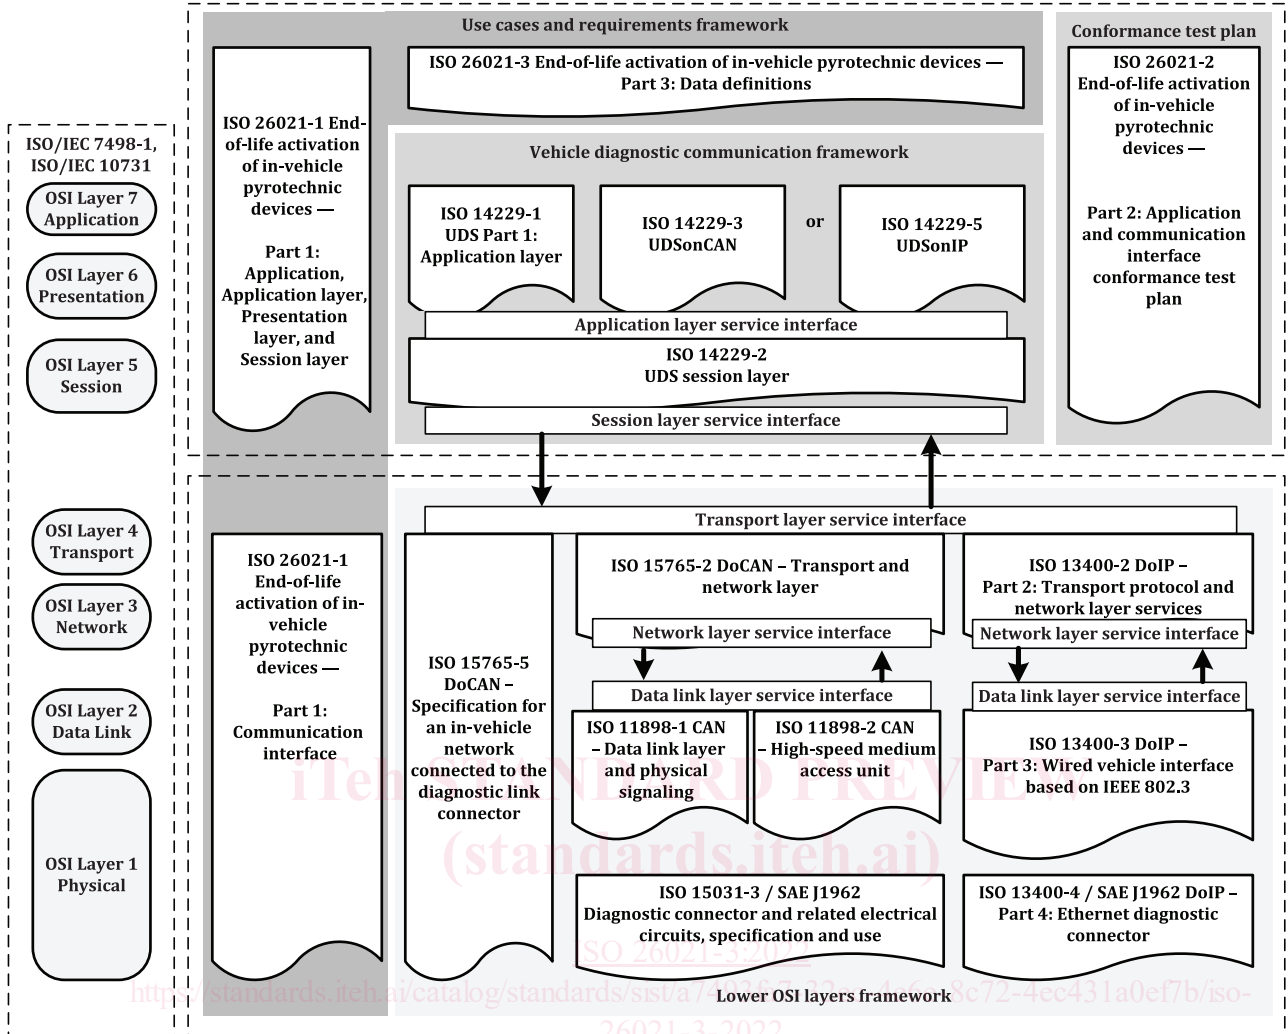 Use cases and requirements framework
Conformance test plan
ISO 26021-3 End-of-life activation of in-vehicle pyrotechnic devices —
Part 3: Data definitions
ISO 26021-2
End-of-life activation
of in-vehicle
pyrotechnic
devices —
Part 2: Application
and communication
interface
conformance test
plan
ISO 26021-1 End-
of-life activation
of in-vehicle
pyrotechnic
devices —
Part 1:
Application,
Application layer,
Presentation
layer, and
Session layer
ISO/IEC 7498-1,
ISO/IEC 10731
OSI Layer 7
Application
OSI Layer 6
Presentation
OSI Layer 5
Session
Vehicle diagnostic communication framework
ISO 14229-1
UDS Part 1:
Application layer
ISO 14229-3
UDSonCAN
or
ISO 14229-5
UDSonIP
Application layer service interface
ISO 14229-2
UDS session layer
Session layer service interface
OSI Layer 4
Transport
OSI Layer 3
Network
OSI Layer 2
Data Link
OSI Layer 1
Physical
ISO 26021-1
End-of-life
activation of in-
vehicle
pyrotechnic
devices —
Part 1:
Communication
interface
Transport layer service interface
ISO 15765-5
DoCAN –
Specification for
an in-vehicle
network
connected to the
diagnostic link
connector
ISO 15765-2 DoCAN – Transport and
network layer
Network layer service interface
Data link layer service interface
ISO 11898-1 CAN
– Data link layer
and physical
signaling
ISO 11898-2 CAN
– High-speed medium
access unit
ISO 13400-2 DoIP –
Part 2: Transport protocol and
network layer services
Network layer service interface
Data link layer service interface
ISO 13400-3 DoIP –
Part 3: Wired vehicle interface
based on IEEE 802.3
ISO 15031-3 / SAE J1962
Diagnostic connector and related electrical
circuits, specification and use
ISO 13400-4 / SAE J1962 DoIP –
Part 4: Ethernet diagnostic
connector
Lower OSI layers framework
iTeh STANDARD PREVIEW
(standards.iteh.ai)
ISO 26021-3:2022
https://standards.iteh.ai/catalog/standards/sist/
8c72-4ec431a0ef7b/iso-
26021-3-2022